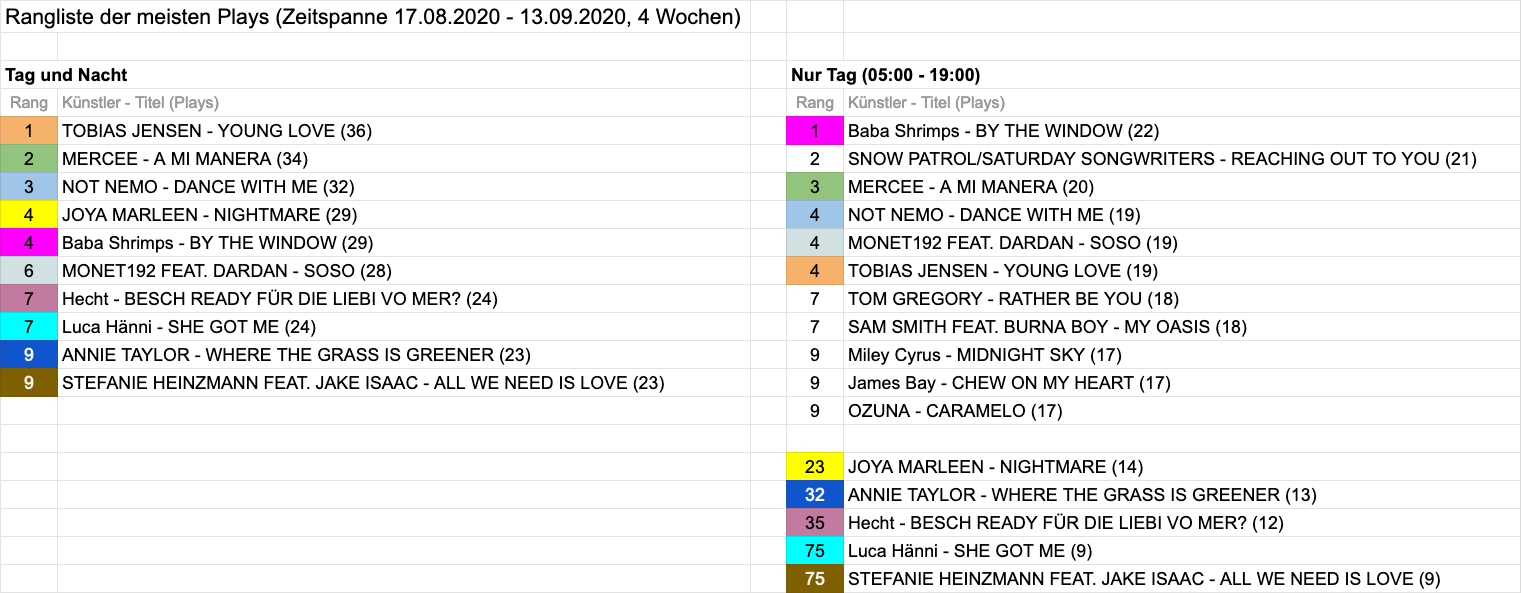 Rangliste der meisten Plays (Zeitspanne 17.08.2020 - 13.09.2020, 4 Wochen)
Tag und Nacht
Rang Künstler - Titel (Plays)
1 TOBIAS JENSEN - YOUNG LOVE (36)
2 MERCEE - A MI MANERA (34)
3 NOT NEMO - DANCE WITH ME (32)
4 JOYA MARLEEN - NIGHTMARE (29)
4 Baba Shrimps - BY THE WINDOW (29)
6 MONET192 FEAT. DARDAN - SOSO (28)
7 Hecht - BESCH READY FÜR DIE LIEBI VO MER? (24)
7 Luca Hänni - SHE GOT ME (24)
9 ANNIE TAYLOR - WHERE THE GRASS IS GREENER (23)
9 STEFANIE HEINZMANN FEAT. JAKE ISAAC - ALL WE NEED IS LOVE (23)
Nur Tag (05:00 - 19:00)
Rang Künstler - Titel (Plays)
1 Baba Shrimps - BY THE WINDOW (22)
2 SNOW PATROL/SATURDAY SONGWRITERS - REACHING OUT TO YOU (21)
3 MERCEE - A MI MANERA (20)
4 NOT NEMO - DANCE WITH ME (19)
4 MONET192 FEAT. DARDAN - SOSO (19)
4 TOBIAS JENSEN - YOUNG LOVE (19)
7 TOM GREGORY - RATHER BE YOU (18)
7 SAM SMITH FEAT. BURNA BOY - MY OASIS (18)
9 Miley Cyrus - MIDNIGHT SKY (17)
9 James Bay - CHEW ON MY HEART (17)
9 OZUNA - CARAMELO (17)
23 JOYA MARLEEN - NIGHTMARE (14)
32 ANNIE TAYLOR - WHERE THE GRASS IS GREENER (13)
35 Hecht - BESCH READY FÜR DIE LIEBI VO MER? (12)
75 Luca Hänni - SHE GOT ME (9)
75 STEFANIE HEINZMANN FEAT. JAKE ISAAC - ALL WE NEED IS LOVE (9)